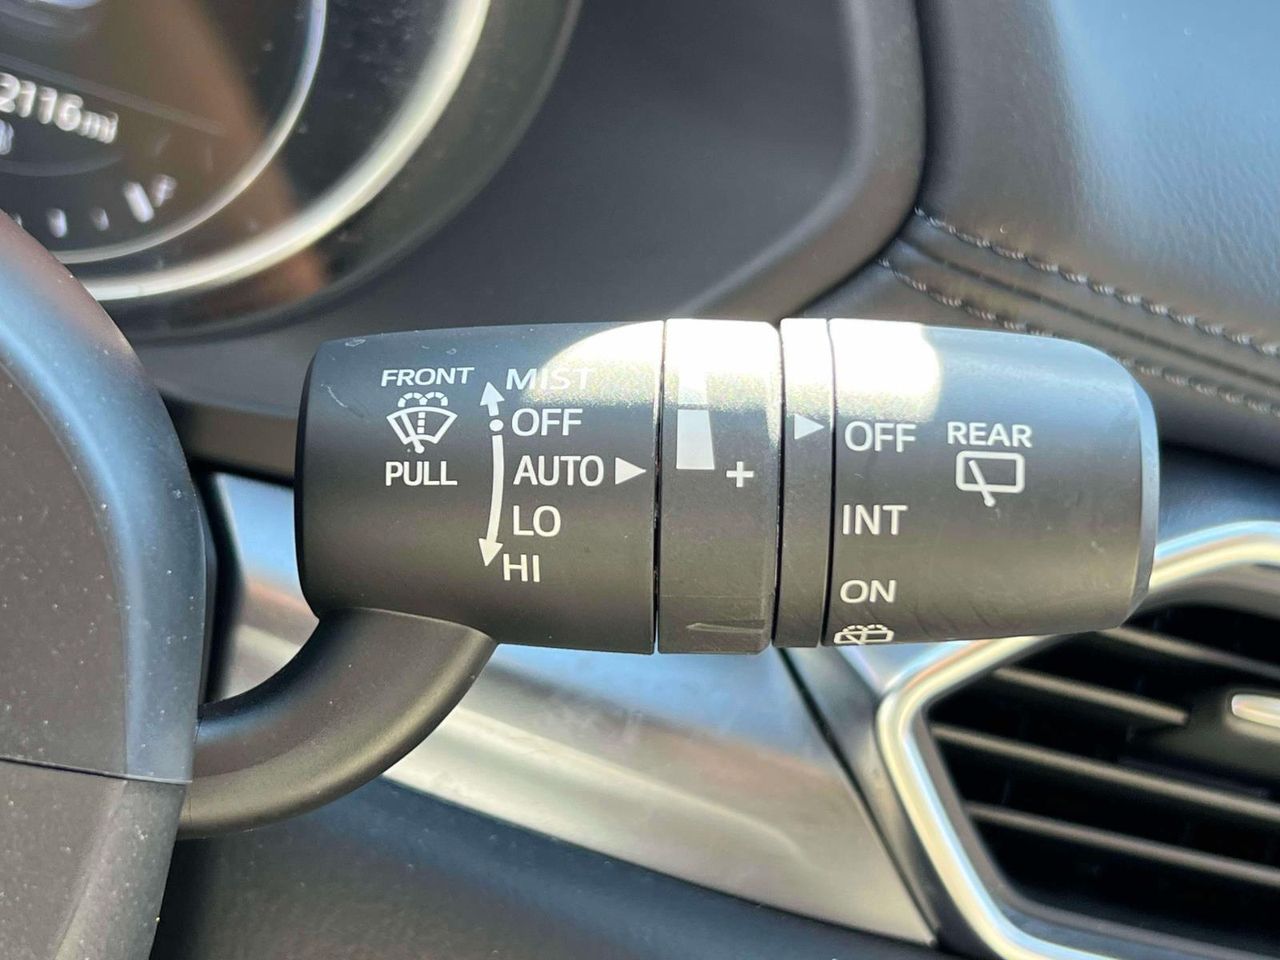 2116mi
F
FRONT
PULL
MIST
OFF
AUTO
LO
HI
+
OFF
INT
ON
REAR